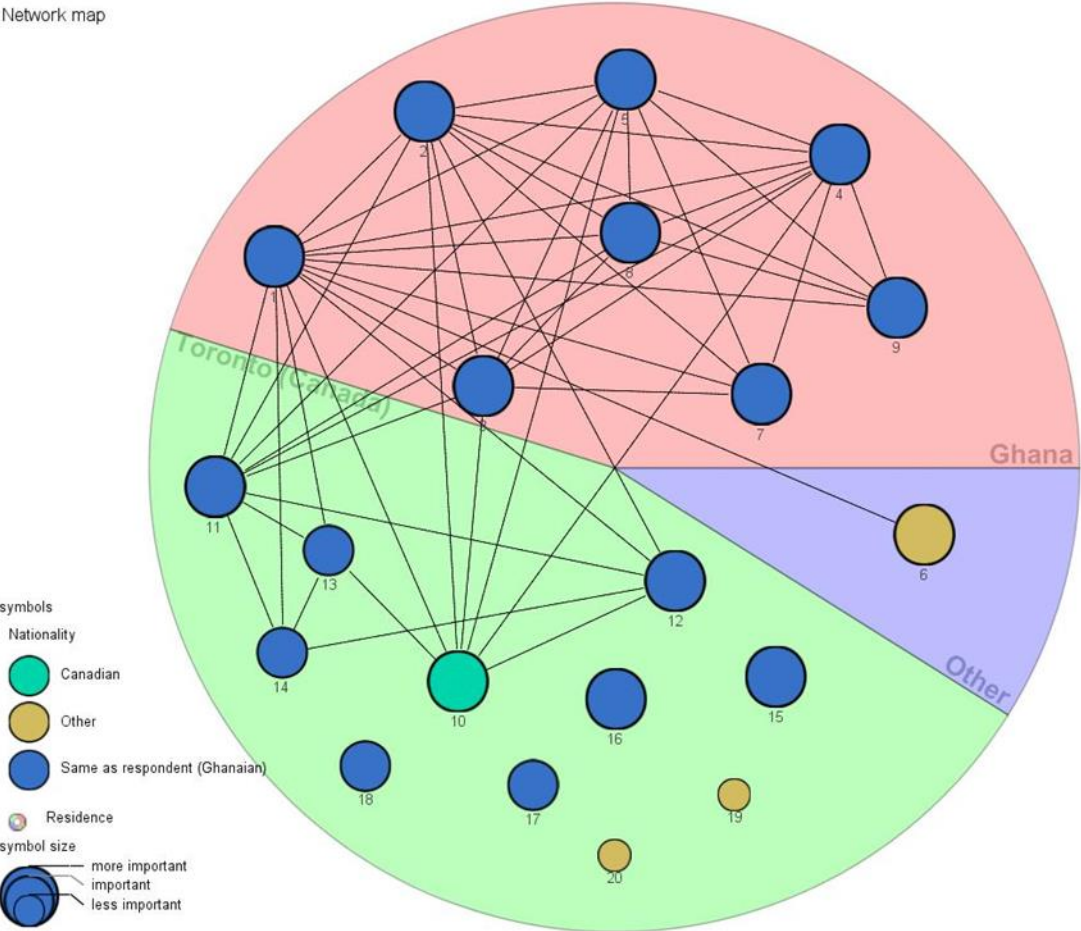 Network map
5
2
4
8
1
9
Toronto (Canada)
7
Ghana
11
6
13
12
14
10
Other
15
16
18
17
19
20
symbols
Nationality
Canadian
Other
Same as respondent (Ghanaian)
Residence
symbol size
more important
important
less important